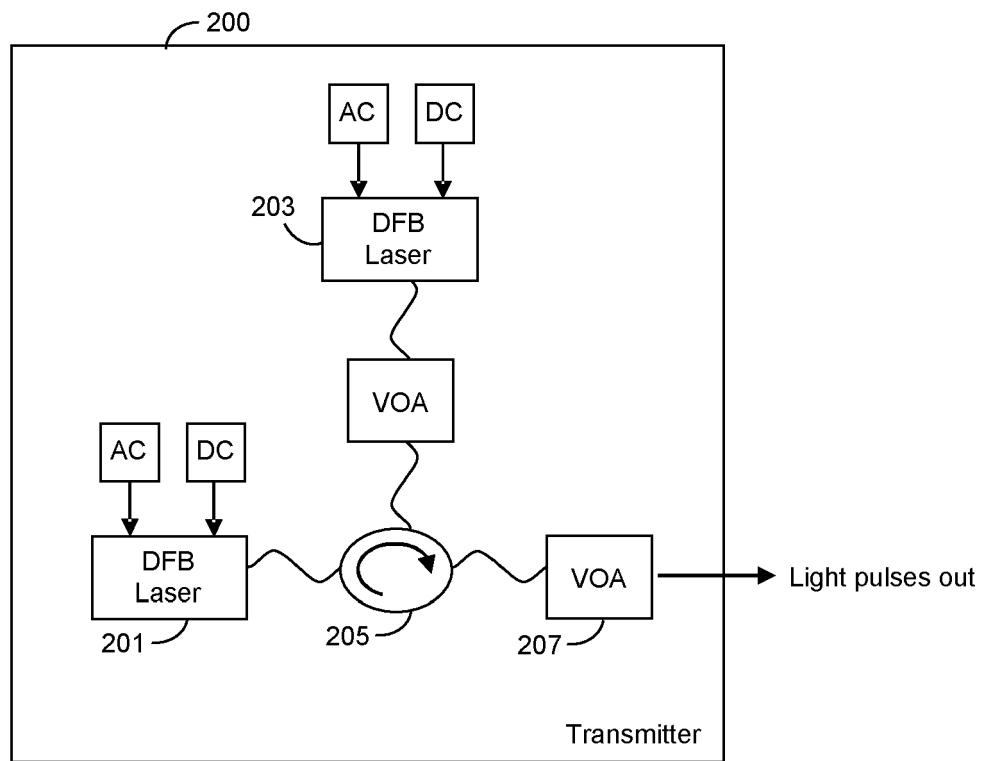 200
AC
DC
203
DFB
Laser
VOA
AC
DC
DFB
Laser
VOA
Light pulses out
201
205
207
Transmitter